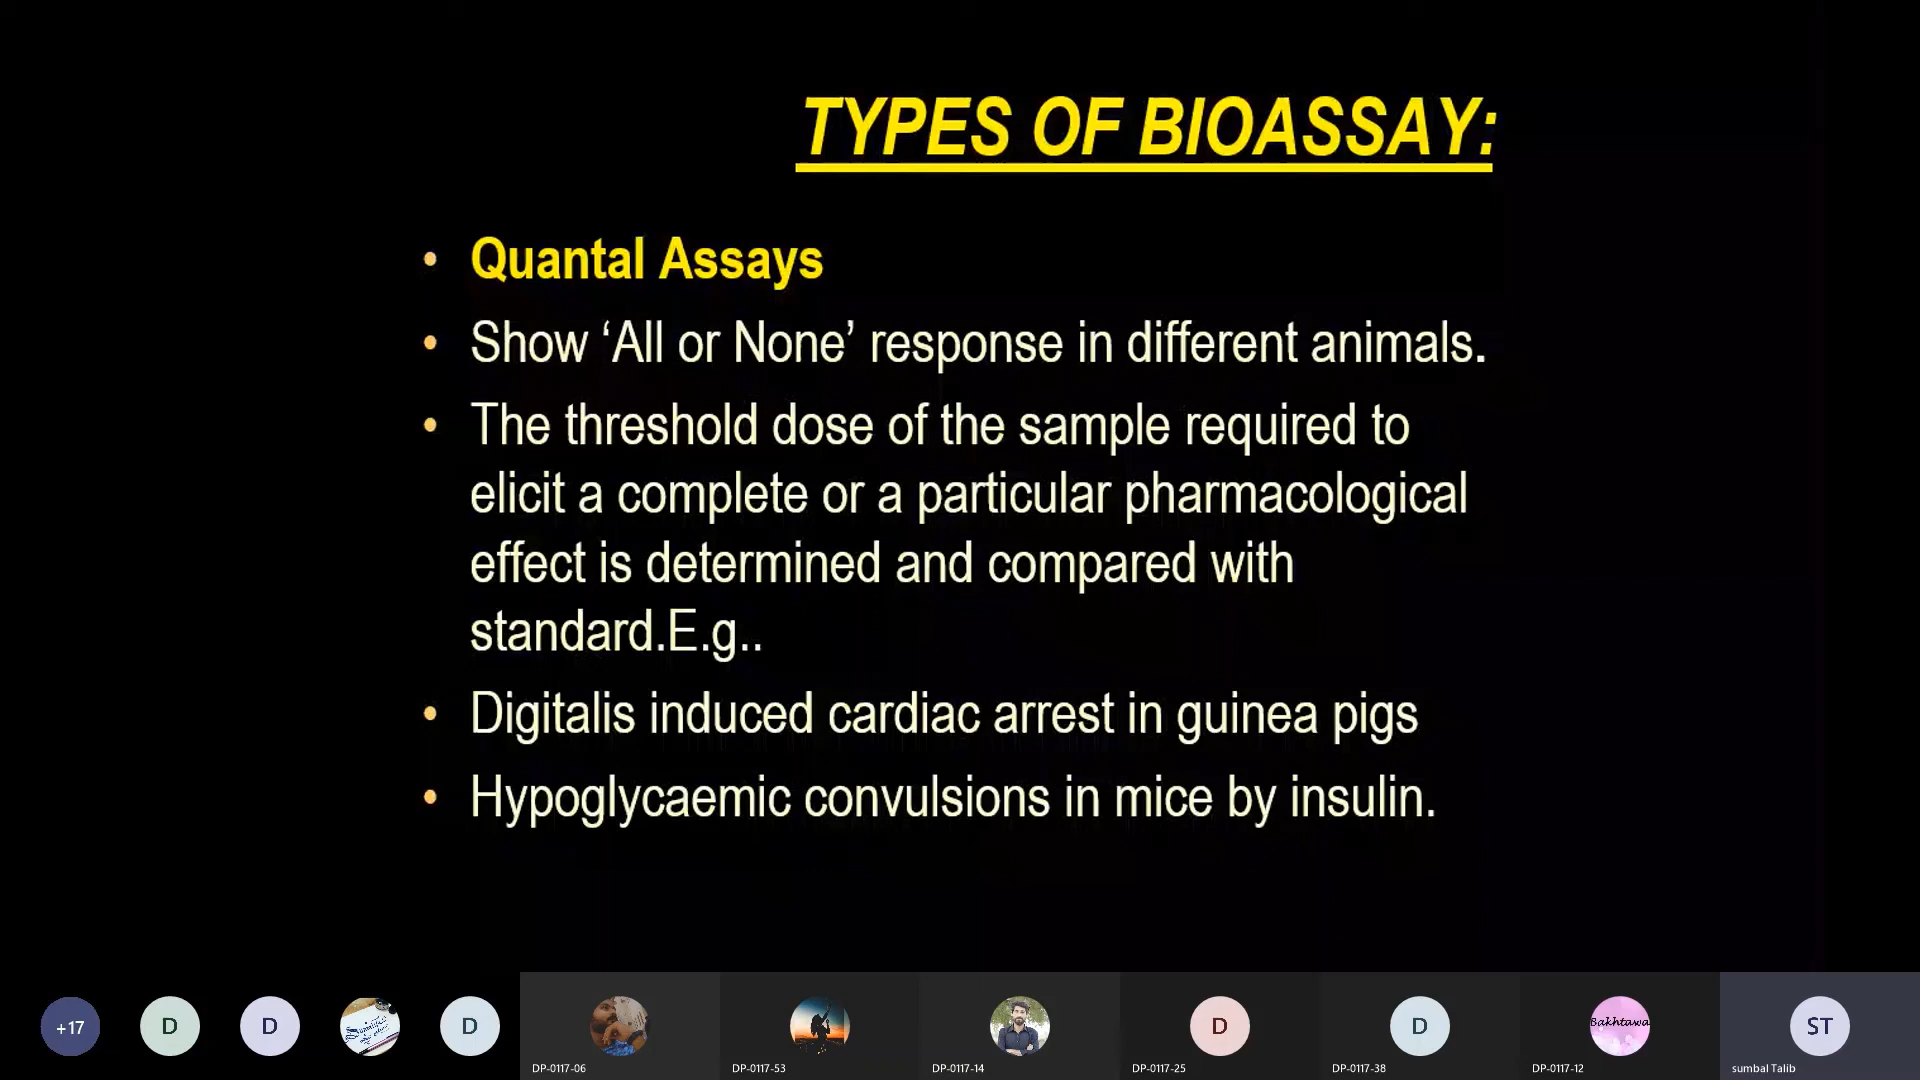 TYPES OF BIOASSAY:
• Quantal Assays
• Show ‘All or None’ response in different animals.
• The threshold dose of the sample required to
elicit a complete or a particular pharmacological
effect is determined and compared with
standard.E.g..
• Digitalis induced cardiac arrest in guinea pigs
• Hypoglycaemic convulsions in mice by insulin.
+17
D
D
D
D
D
Bakhtawa
ST
DP-0117-06
DP-0117-53
DP-0117-14
DP-0117-25
DP-0117-38
DP-0117-12
sumbal Talib